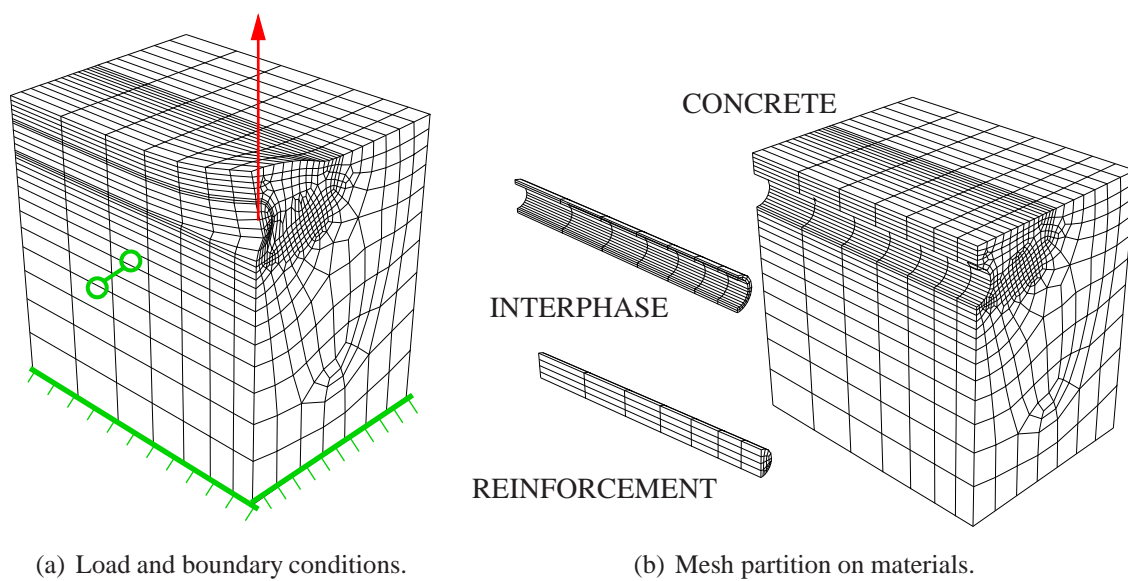 CONCRETE
INTERPHASE
REINFORCEMENT
(a) Load and boundary conditions.
(b) Mesh partition on materials.